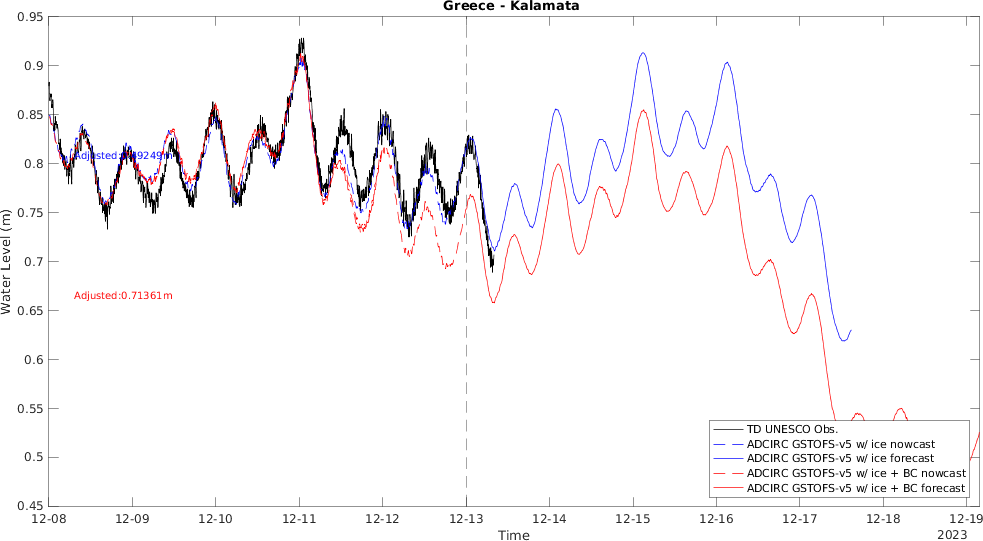 Greece - Kalamata
0.95
0.9
0.85
0.8
0.75
0.7
0.65
0.6
0.55
0.5
0.45
Water Level (m)
Adjusted:
Adjusted:0.71361m
TD UNESCO Obs.
ADCIRC GSTOFS-v5 w/ ice nowcast
ADCIRC GSTOFS-v5 w/ ice forecast
ADCIRC GSTOFS-v5 w/ ice + BC nowcast
ADCIRC GSTOFS-v5 w/ ice + BC forecast
12-08 12-09 12-10 12-11 12-12 12-13 12-14 12-15 12-16 12-17 12-18 12-19
Time
2023